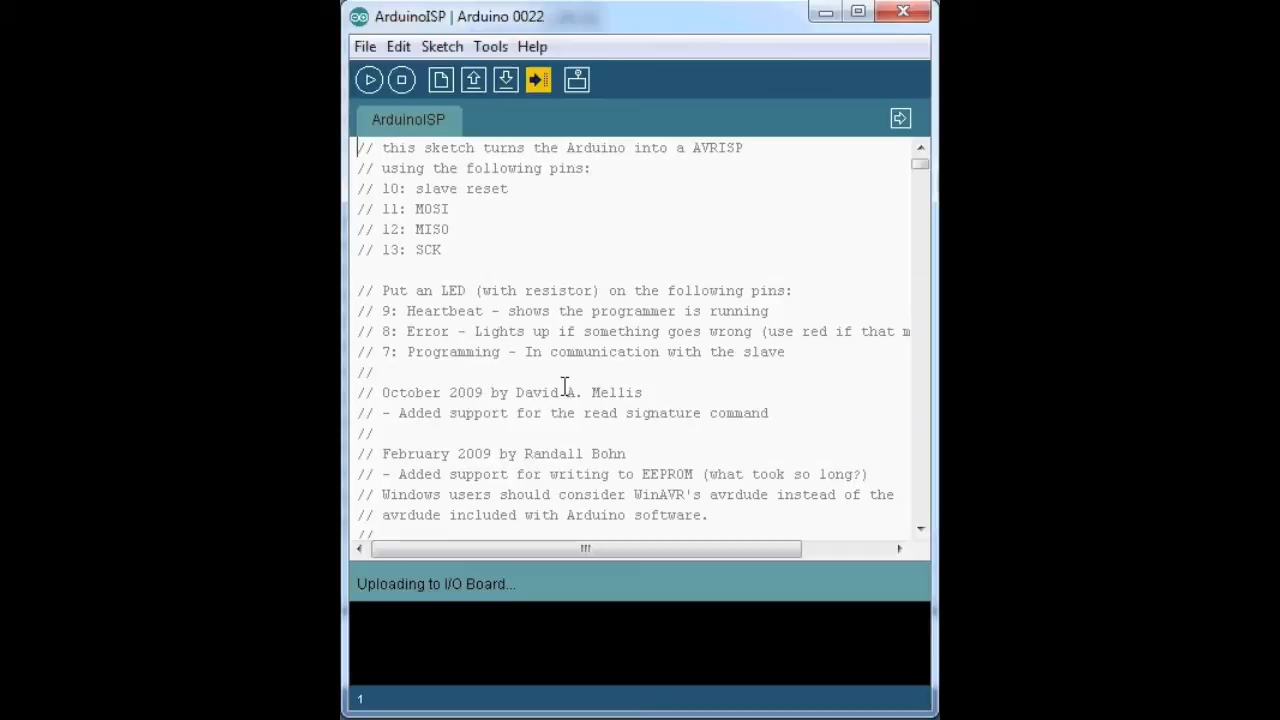 ArduinoISP | Arduino 0022
File Edit Sketch Tools Help
ArduinoISP
// this sketch turns the Arduino into a AVRISP
// using the following pins:
// 10: slave reset
// 11: MOSI
// 12: MISO
// 13: SCK
// Put an LED (with resistor) on the following pins:
// 9: Heartbeat - shows the programmer is running
// 8: Error - Lights up if something goes wrong (use red if that m
// 7: Programming - In communication with the slave
//
// October 2009 by David A. Mellis
// - Added support for the read signature command
//
// February 2009 by Randall Bohn
// - Added support for writing to EEPROM (what took so long?)
// Windows users should consider WinAVR's avrdude instead of the
// avrdude included with Arduino software.
//
Uploading to I/O Board...
1